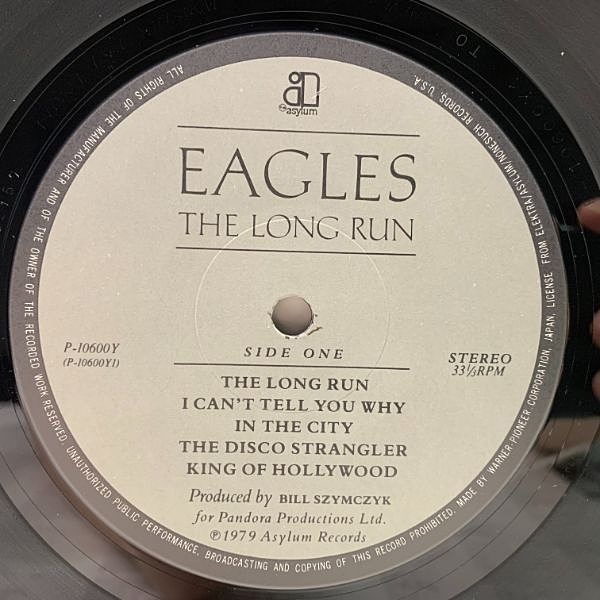 asylum
EAGLES
THE LONG RUN
P-10600Y
(P-10600Y1)
SIDE ONE
STEREO
33⅓RPM
THE LONG RUN
I CAN'T TELL YOU WHY
IN THE CITY
THE DISCO STRANGLER
KING OF HOLLYWOOD
Produced by BILL SZYMCZYK
for Pandora Productions Ltd.
℗1979 Asylum Records
ALL RIGHTS OF THE MANUFACTURER AND OF THE OWNER OF THE RECORDED WORK RESERVED. UNAUTHORIZED PUBLIC PERFORMANCE, BROADCASTING AND COPYING OF THIS RECORD PROHIBITED. MADE BY WARNER-PIONEER CORPORATION, JAPAN, LICENSE FROM ELEKTRA/ASYLUM/NONESUCH RECORDS, U.S.A.